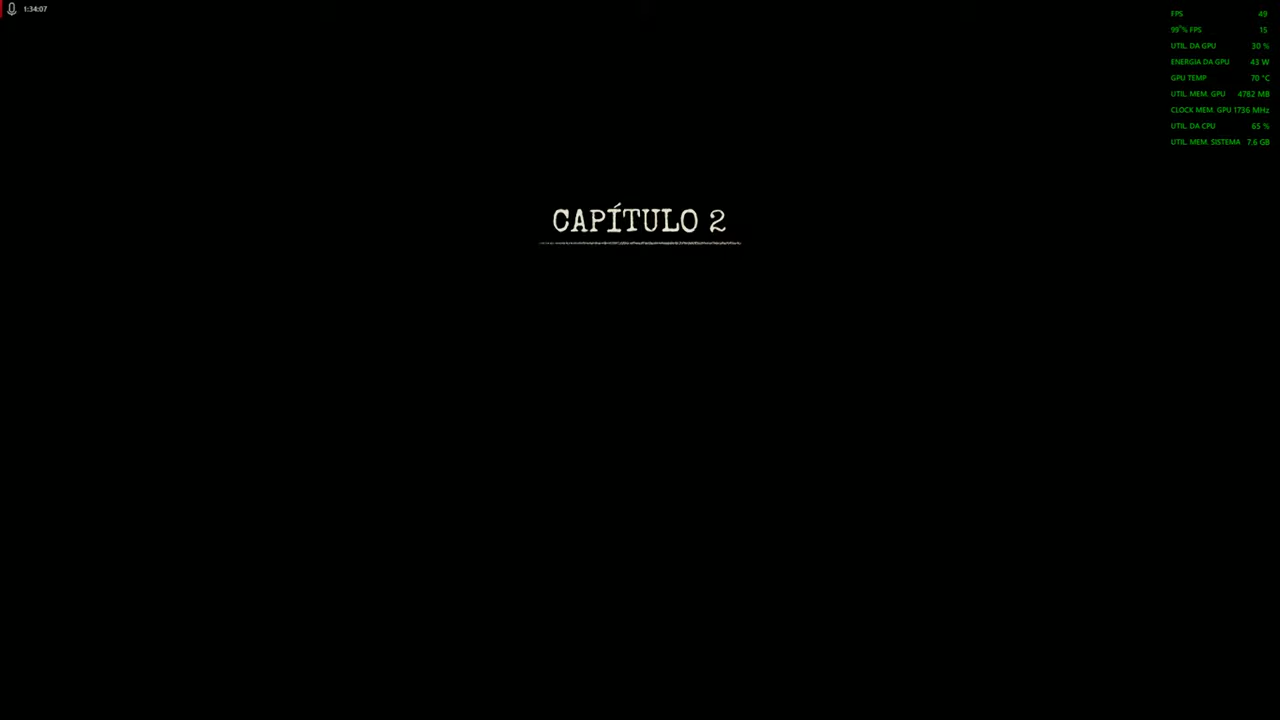 1:34:07
FPS 49
99% FPS 15
UTIL. DA GPU 30 %
ENERGIA DA GPU 43 W
GPU TEMP 70 °C
UTIL. MEM. GPU 4782 MB
CLOCK MEM. GPU 1736 MHz
UTIL. DA CPU 65 %
UTIL. MEM. SISTEMA 7.6 GB
CAPÍTULO 2